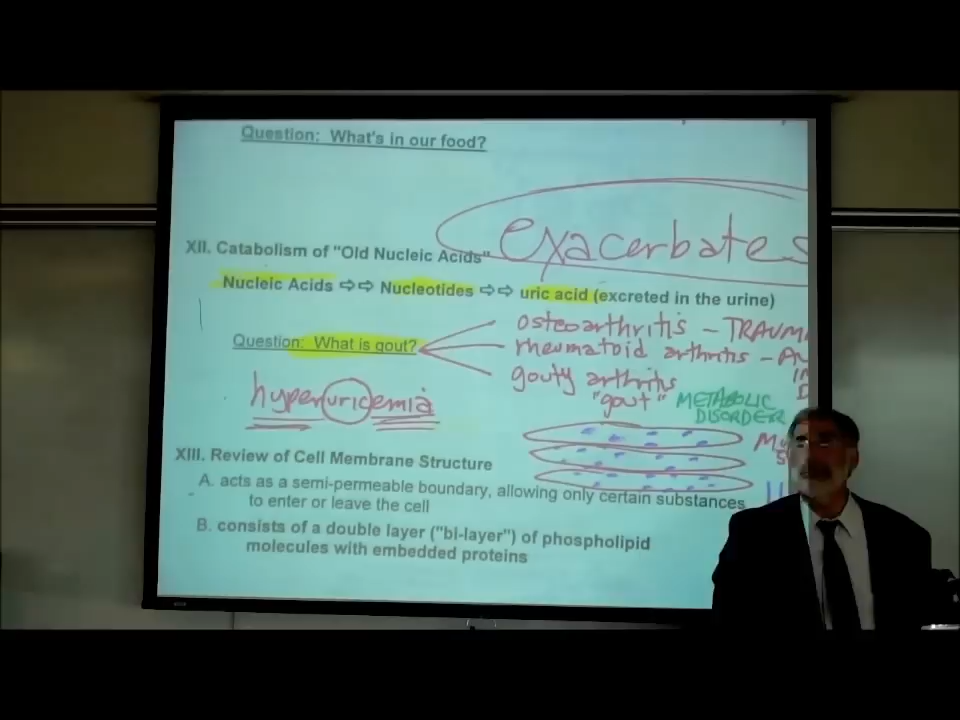 Question: What's in our food?
exacerbates
XII. Catabolism of "Old Nucleic Acids"
Nucleic Acids ⇨⇨ Nucleotides ⇨⇨ uric acid (excreted in the urine)
osteoarthritis - TRAUM
Question: What is gout?
rheumatoid arthritis - A
gouty arthritis
"gout" METABOLIC
DISORDER
hyperuricemia
XIII. Review of Cell Membrane Structure
A. acts as a semi-permeable boundary, allowing only certain substances
to enter or leave the cell
B. consists of a double layer ("bi-layer") of phospholipid
molecules with embedded proteins